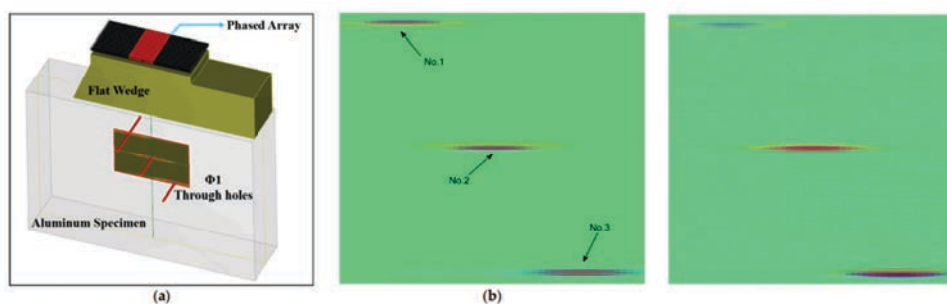 Phased Array
Flat Wedge
Φ1
Through holes
Aluminum Specimen
(a)
No.1
No.2
No.3
(b)